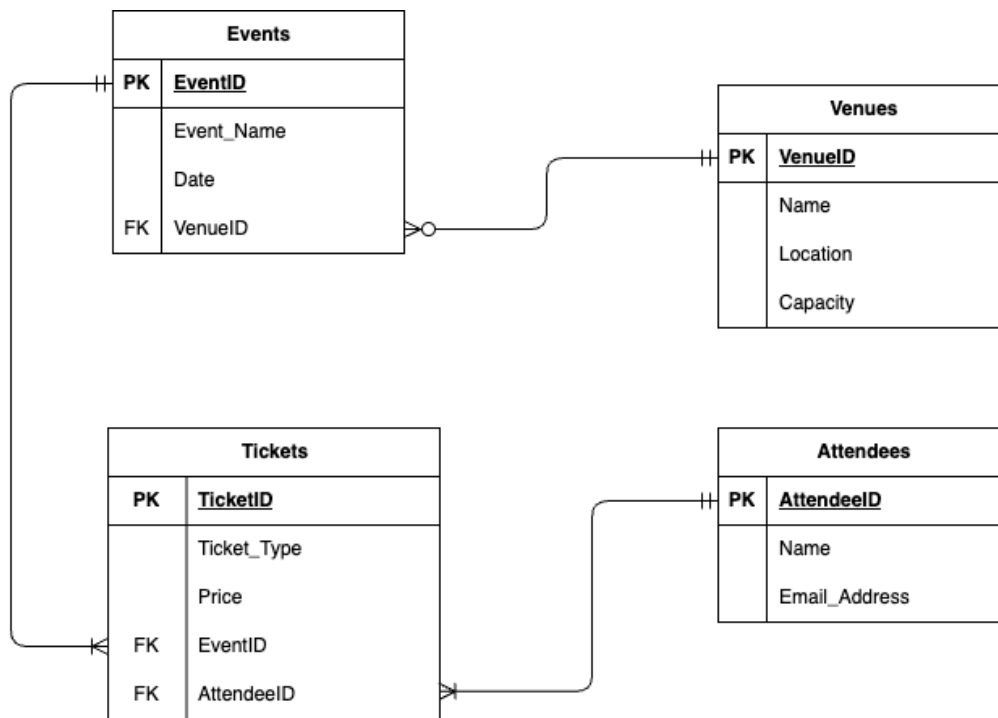 Events
PK EventID
Event_Name
Date
FK VenueID
Venues
PK VenueID
Name
Location
Capacity
Tickets
PK TicketID
Ticket_Type
Price
FK EventID
FK AttendeeID
Attendees
PK AttendeeID
Name
Email_Address